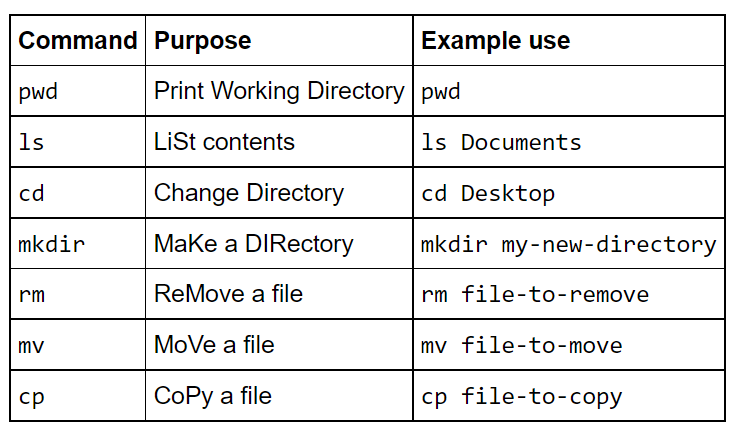 Command Purpose Example use
pwd Print Working Directory pwd
ls LiSt contents ls Documents
cd Change Directory cd Desktop
mkdir MaKe a DIRectory mkdir my-new-directory
rm ReMove a file rm file-to-remove
mv MoVe a file mv file-to-move
cp CoPy a file cp file-to-copy